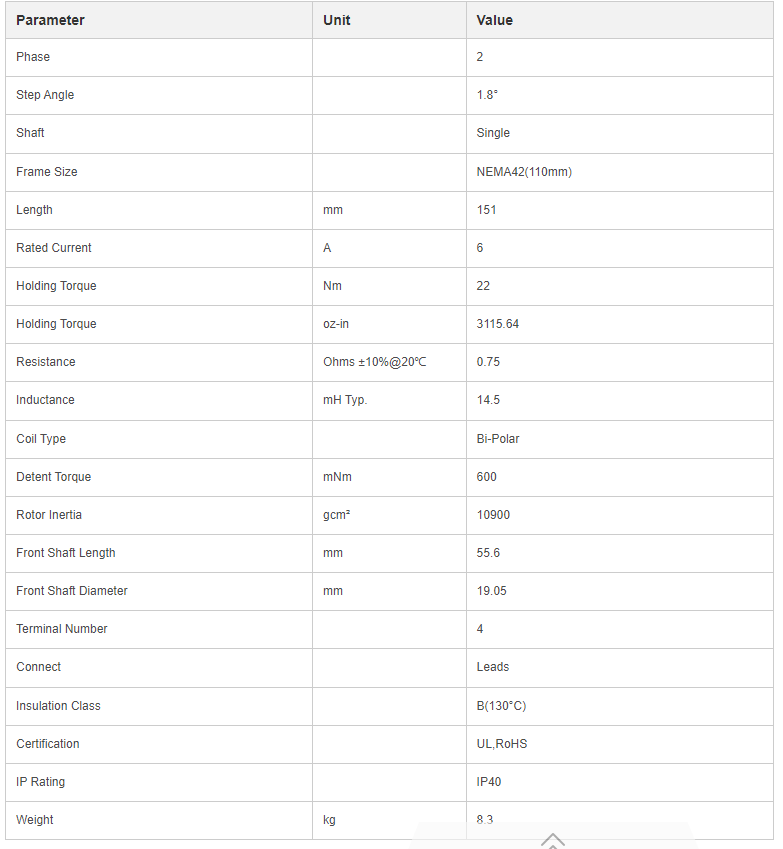 Parameter Unit Value
Phase 2
Step Angle 1.8°
Shaft Single
Frame Size NEMA42(110mm)
Length mm 151
Rated Current A 6
Holding Torque Nm 22
Holding Torque oz-in 3115.64
Resistance Ohms ±10%@20℃ 0.75
Inductance mH Typ. 14.5
Coil Type Bi-Polar
Detent Torque mNm 600
Rotor Inertia gcm² 10900
Front Shaft Length mm 55.6
Front Shaft Diameter mm 19.05
Terminal Number 4
Connect Leads
Insulation Class B(130°C)
Certification UL,RoHS
IP Rating IP40
Weight kg 8.3